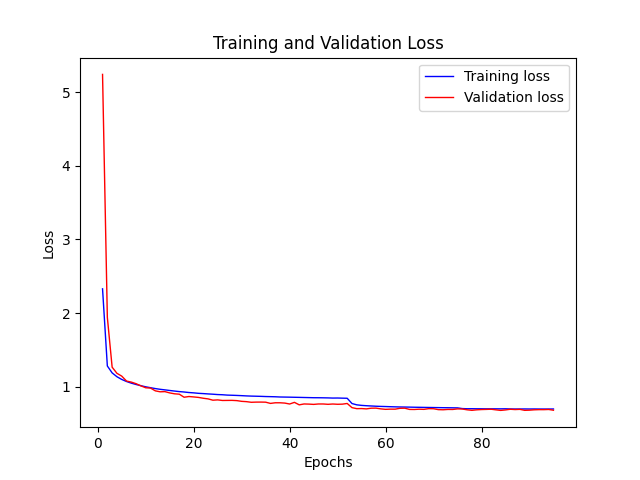 Training and Validation Loss
Training loss
Validation loss
5
4
3
2
1
Loss
0 20 40 60 80
Epochs